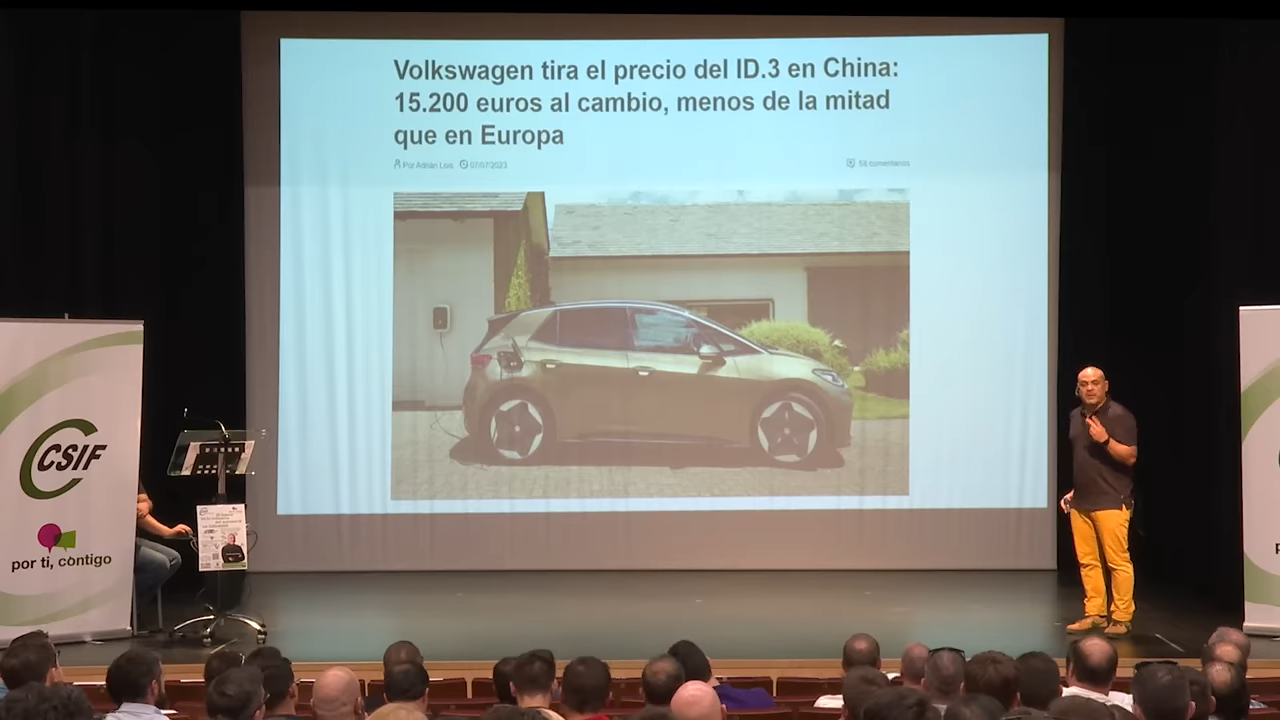 Volkswagen tira el precio del ID.3 en China:
15.200 euros al cambio, menos de la mitad
que en Europa
Por Adrián Lois 07/07/2023
58 comentarios
CSIF
por ti, contigo